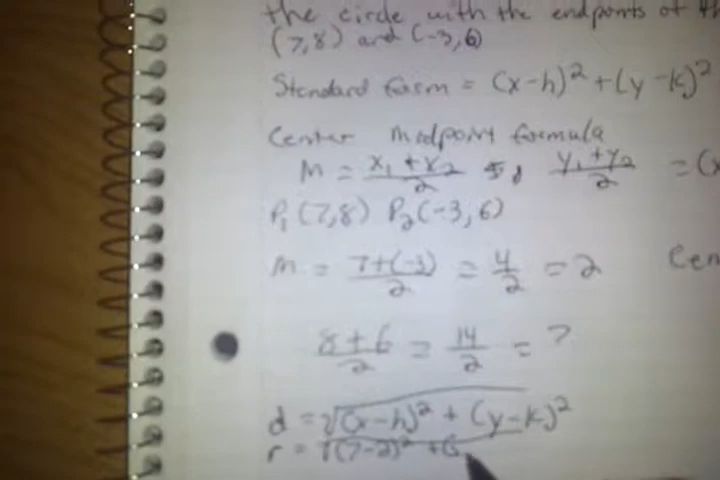 the circle with the endpoints of th
(7,8) and (-3,6)
Standard form = (x-h)² + (y-k)²
Center midpoint formula
M = x₁ + x₂ / 2 , y₁ + y₂ / 2 = (x
P₁ (7,8) P₂ (-3,6)
M = 7+(-3) / 2 = 4/2 = 2 Cen
8+6 / 2 = 14/2 = 7
d = √(x-h)² + (y-k)²
r = √(7-2)² + (